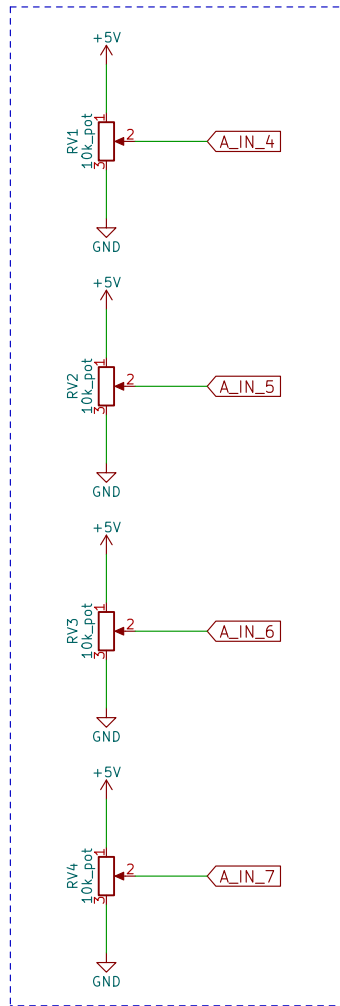 +5V
RV1
10k_pot
1
2
3
A_IN_4
GND
+5V
RV2
10k_pot
1
2
3
A_IN_5
GND
+5V
RV3
10k_pot
1
2
3
A_IN_6
GND
+5V
RV4
10k_pot
1
2
3
A_IN_7
GND